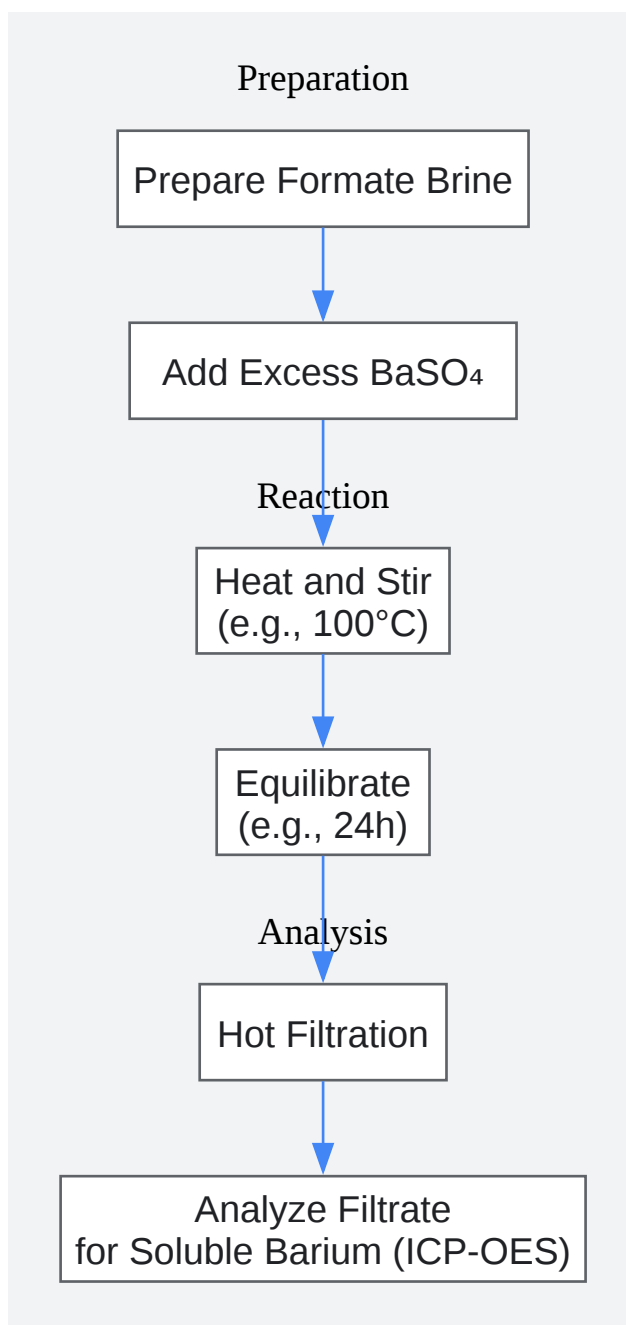 Preparation
Prepare Formate Brine
Add Excess BaSO₄
Reaction
Heat and Stir
(e.g., 100°C)
Equilibrate
(e.g., 24h)
Analysis
Hot Filtration
Analyze Filtrate
for Soluble Barium (ICP-OES)